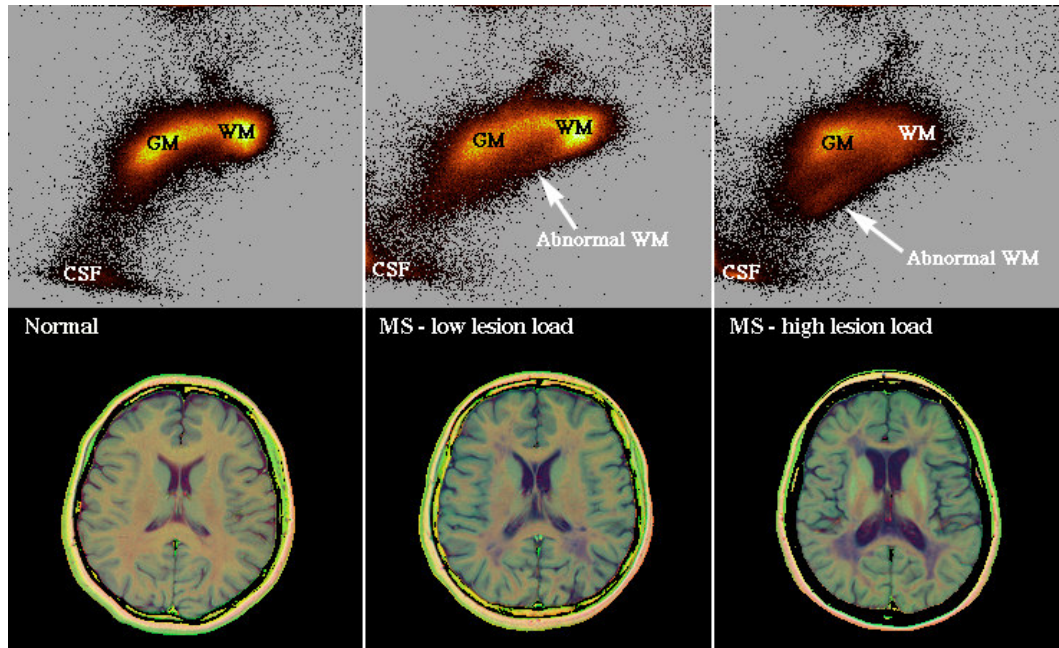 GM
WM
CSF
GM
WM
Abnormal WM
CSF
GM
WM
Abnormal WM
CSF
Normal
MS - low lesion load
MS - high lesion load